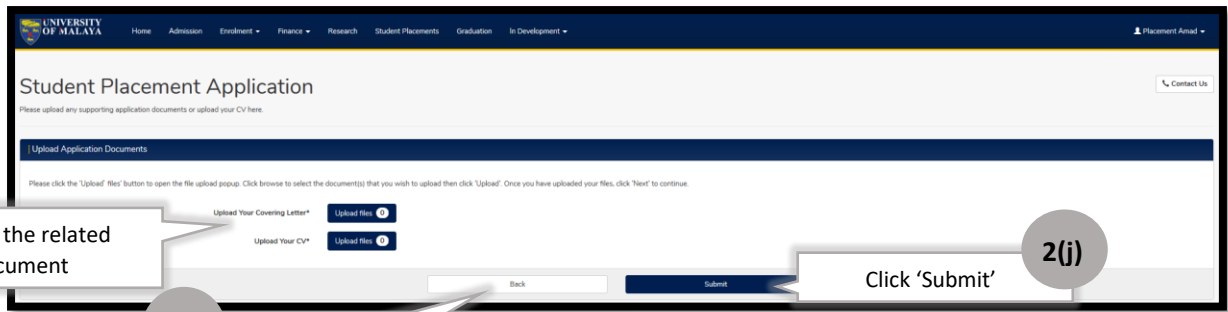 UNIVERSITY
OF MALAYA
Home Admission Enrolment Finance Research Student Placements Graduation In Development Placement Amad
Student Placement Application
Contact Us
Please upload any supporting application documents or upload your CV here.
Upload Application Documents
Please click the 'Upload files' button to open the file upload popup. Click browse to select the document(s) that you wish to upload then click 'Upload'. Once you have uploaded your files, click 'Next' to continue.
Upload Your Covering Letter* Upload files 0
the related
cument
Upload Your CV* Upload files 0
2(j)
Back Submit
Click ‘Submit’